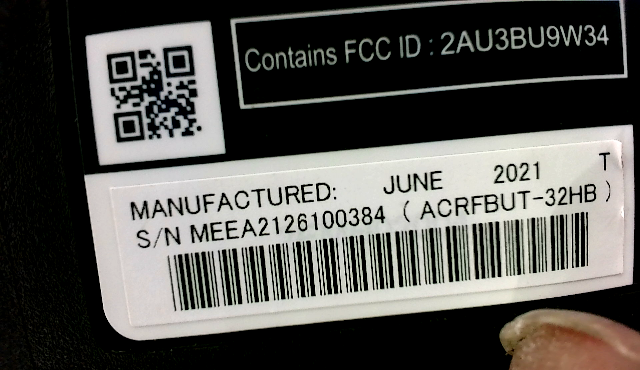 Contains FCC ID : 2AU3BU9W34
MANUFACTURED: JUNE 2021 T
S/N MEEA2126100384 ( ACRFBUT-32HB )